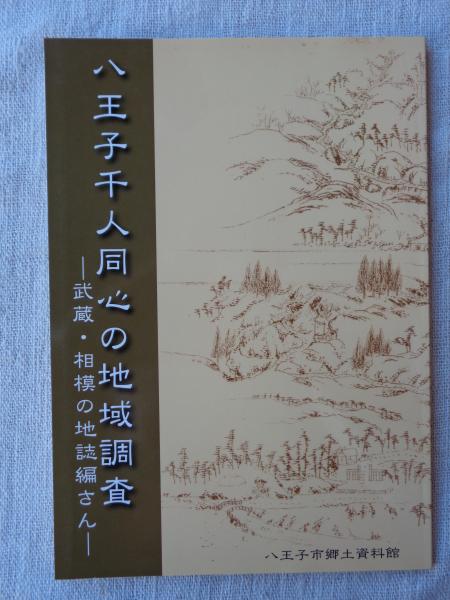 八王子千人同心の地域調査
―武蔵・相模の地誌編さん―
八王子市郷土資料館